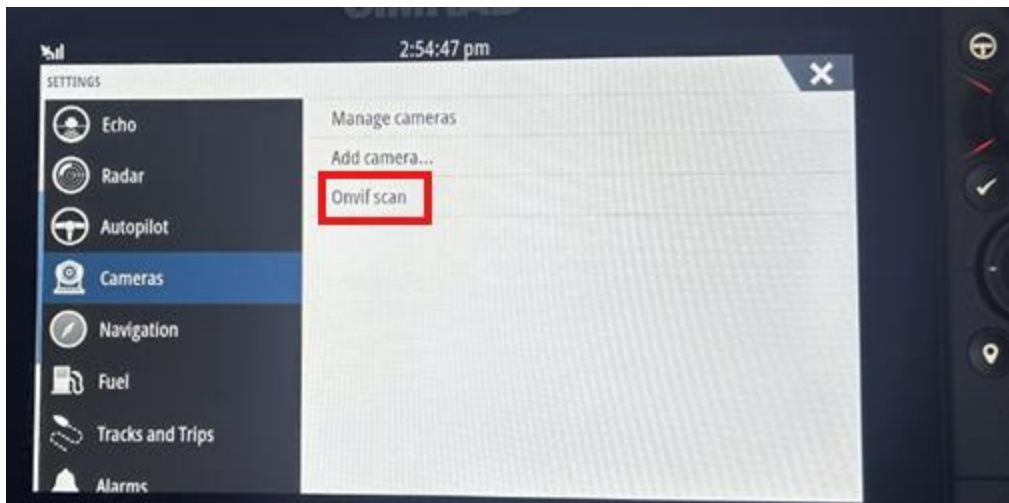 SIMRAD
2:54:47 pm
SETTINGS
Echo
Radar
Autopilot
Cameras
Navigation
Fuel
Tracks and Trips
Alarms
Manage cameras
Add camera...
Onvif scan